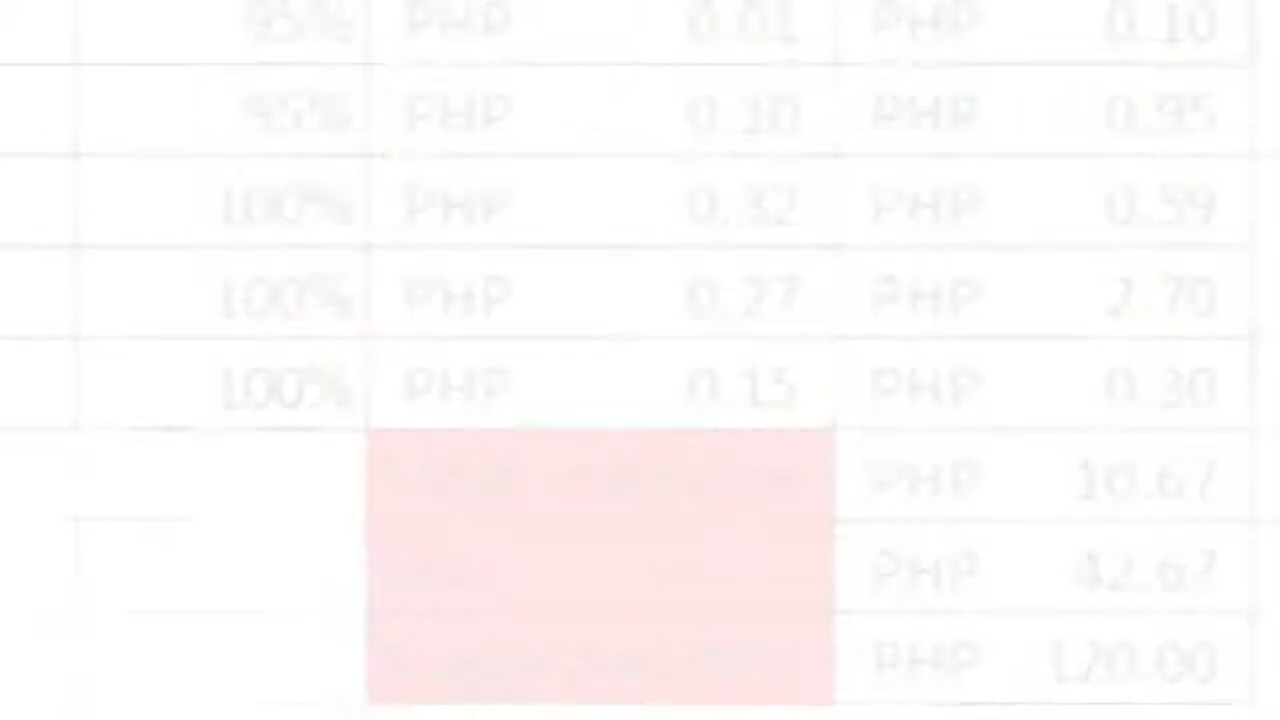 95% PHP 0.01 PHP 0.10
95% PHP 0.10 PHP 0.95
100% PHP 0.32 PHP 0.59
100% PHP 0.27 PHP 2.70
100% PHP 0.15 PHP 0.30
PHP 10.67
PHP 42.67
PHP 120.00